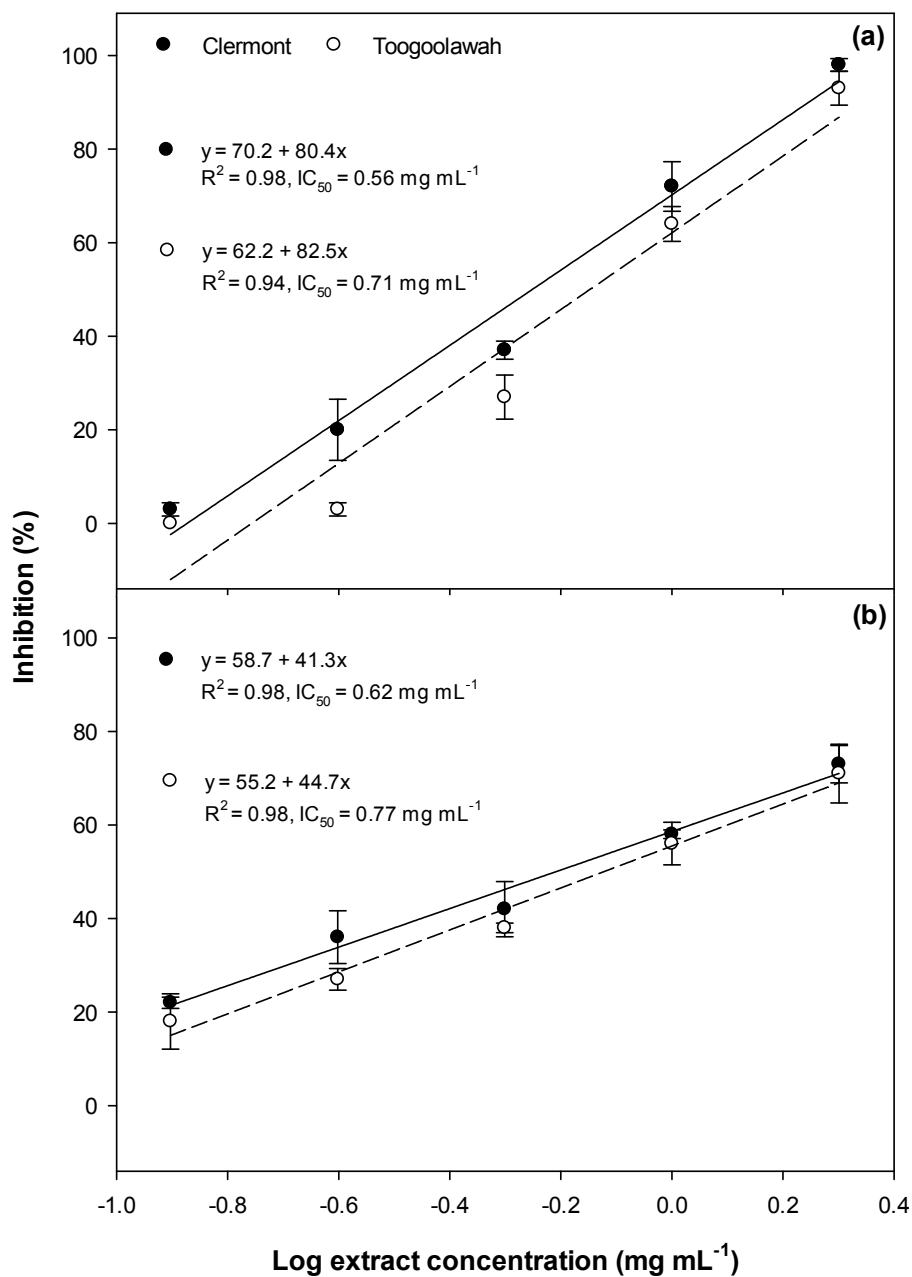 (a)
Clermont Toogoolawah
100
y = 70.2 + 80.4x
R² = 0.98, IC₅₀ = 0.56 mg mL⁻¹
80
y = 62.2 + 82.5x
R² = 0.94, IC₅₀ = 0.71 mg mL⁻¹
60
40
20
0
Inhibition (%)
(b)
100
y = 58.7 + 41.3x
R² = 0.98, IC₅₀ = 0.62 mg mL⁻¹
80
y = 55.2 + 44.7x
R² = 0.98, IC₅₀ = 0.77 mg mL⁻¹
60
40
20
0
-1.0 -0.8 -0.6 -0.4 -0.2 0.0 0.2 0.4
Log extract concentration (mg mL⁻¹)